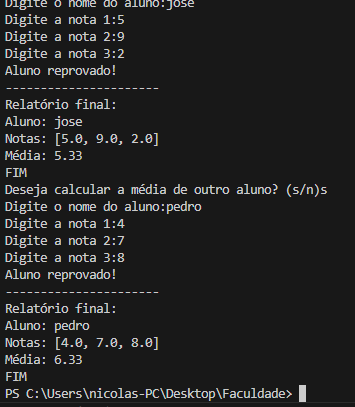 Digite o nome do aluno:jose
Digite a nota 1:5
Digite a nota 2:9
Digite a nota 3:2
Aluno reprovado!
----------------------
Relatório final:
Aluno: jose
Notas: [5.0, 9.0, 2.0]
Média: 5.33
FIM
Deseja calcular a média de outro aluno? (s/n)s
Digite o nome do aluno:pedro
Digite a nota 1:4
Digite a nota 2:7
Digite a nota 3:8
Aluno reprovado!
----------------------
Relatório final:
Aluno: pedro
Notas: [4.0, 7.0, 8.0]
Média: 6.33
FIM
PS C:\Users\nicolas-PC\Desktop\Faculdade>